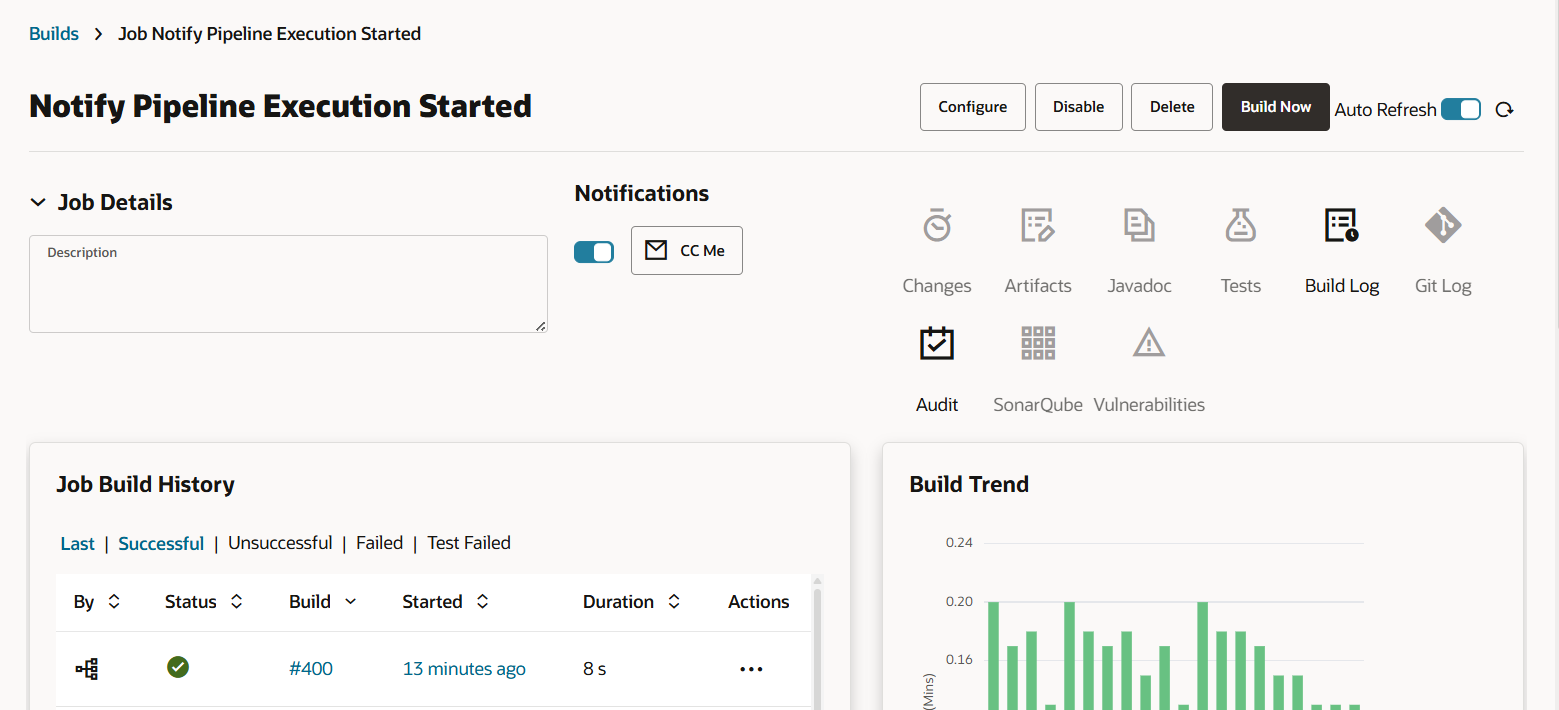 Builds > Job Notify Pipeline Execution Started
Notify Pipeline Execution Started
Configure Disable Delete Build Now Auto Refresh
Job Details
Description
Notifications
CC Me
Changes Artifacts Javadoc Tests Build Log Git Log
Audit SonarQube Vulnerabilities
Job Build History
Last | Successful | Unsuccessful | Failed | Test Failed
By Status Build Started Duration Actions
#400 13 minutes ago 8 s
Build Trend
0.24
0.20
0.16
(Mins)